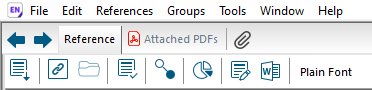 EN File Edit References Groups Tools Window Help
Reference Attached PDFs
W Plain Font